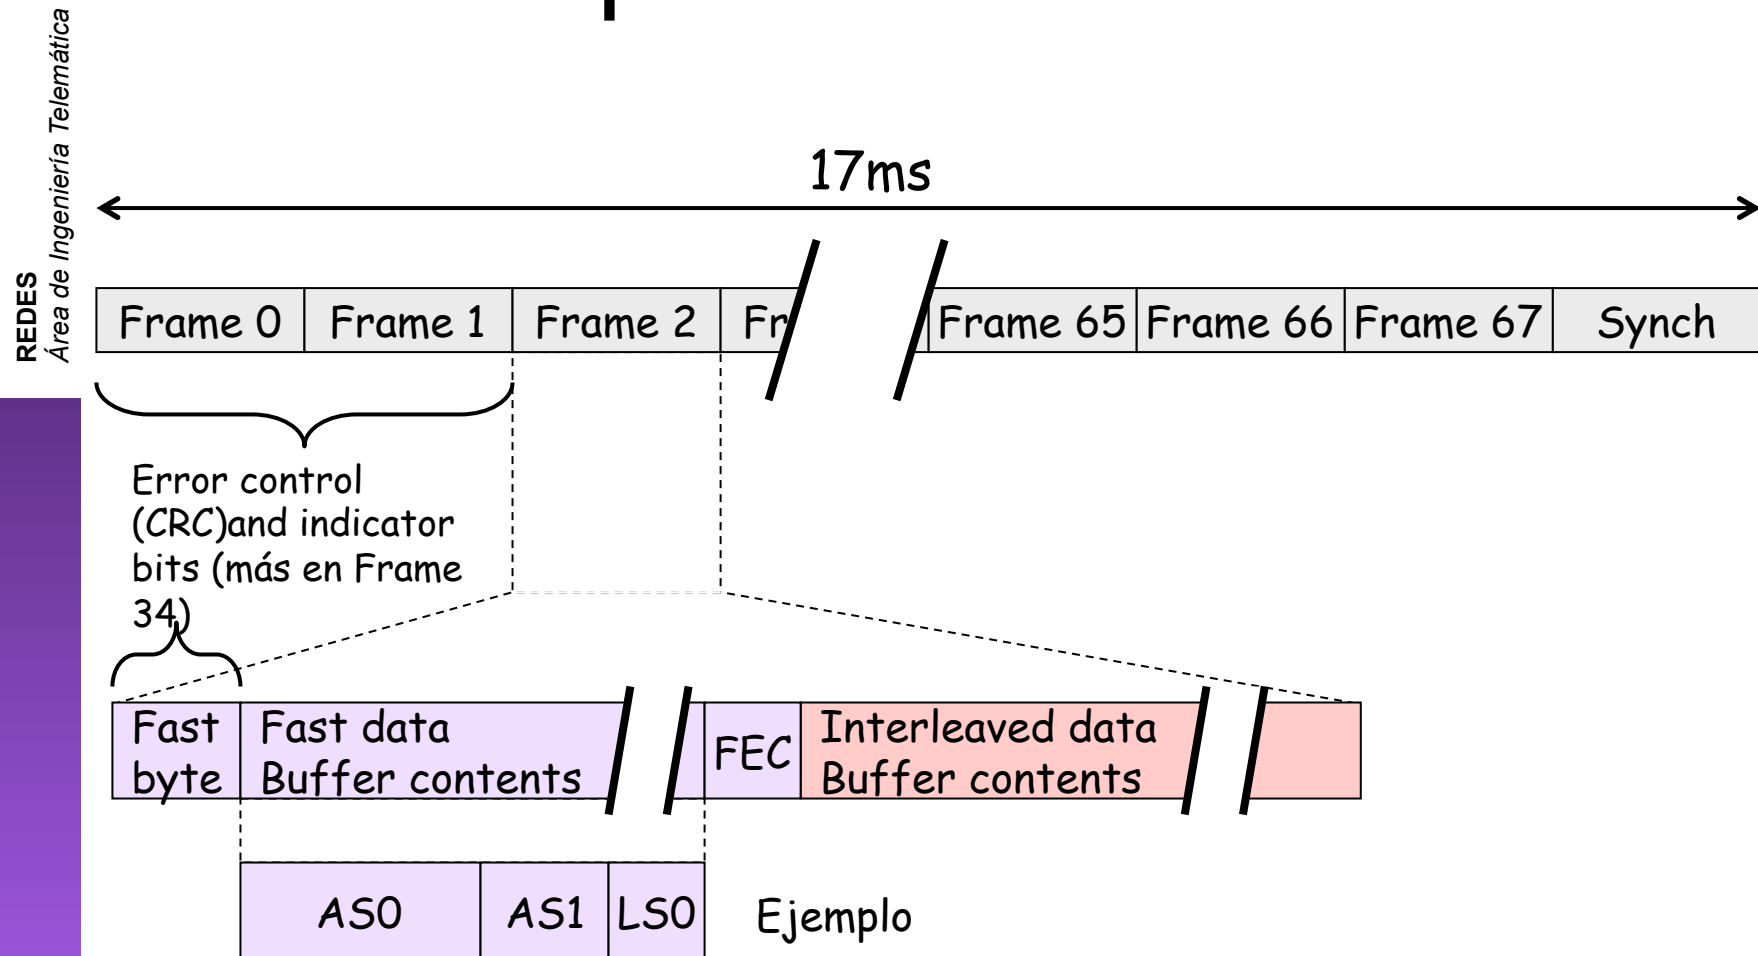 REDES
Área de Ingeniería Telemática
17ms
Frame 0 Frame 1 Frame 2 Fr Frame 65 Frame 66 Frame 67 Synch
Error control
(CRC)and indicator
bits (más en Frame
34)
Fast
byte
Fast data
Buffer contents
FEC
Interleaved data
Buffer contents
AS0 AS1 LS0 Ejemplo